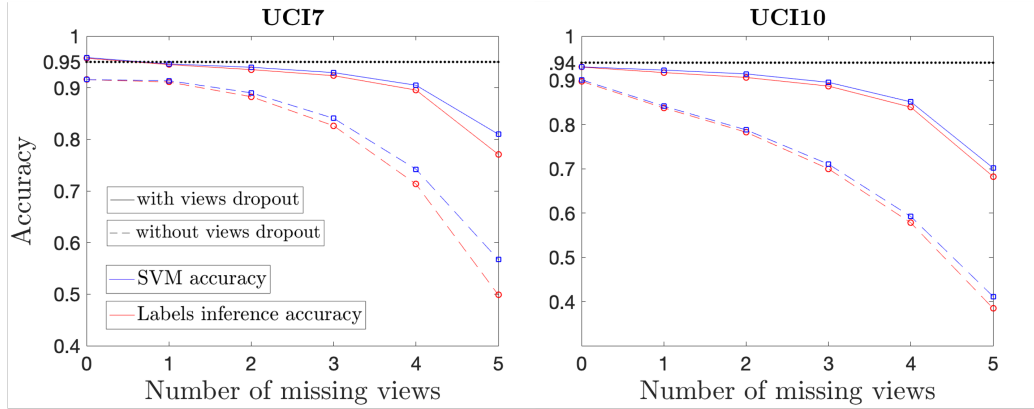 UCI7
1
0.95
0.9
0.8
0.7
0.6
0.5
0.4
Accuracy
with views dropout
without views dropout
SVM accuracy
Labels inference accuracy
0 1 2 3 4 5
Number of missing views
UCI10
1
.94
0.9
0.8
0.7
0.6
0.5
0.4
0 1 2 3 4 5
Number of missing views